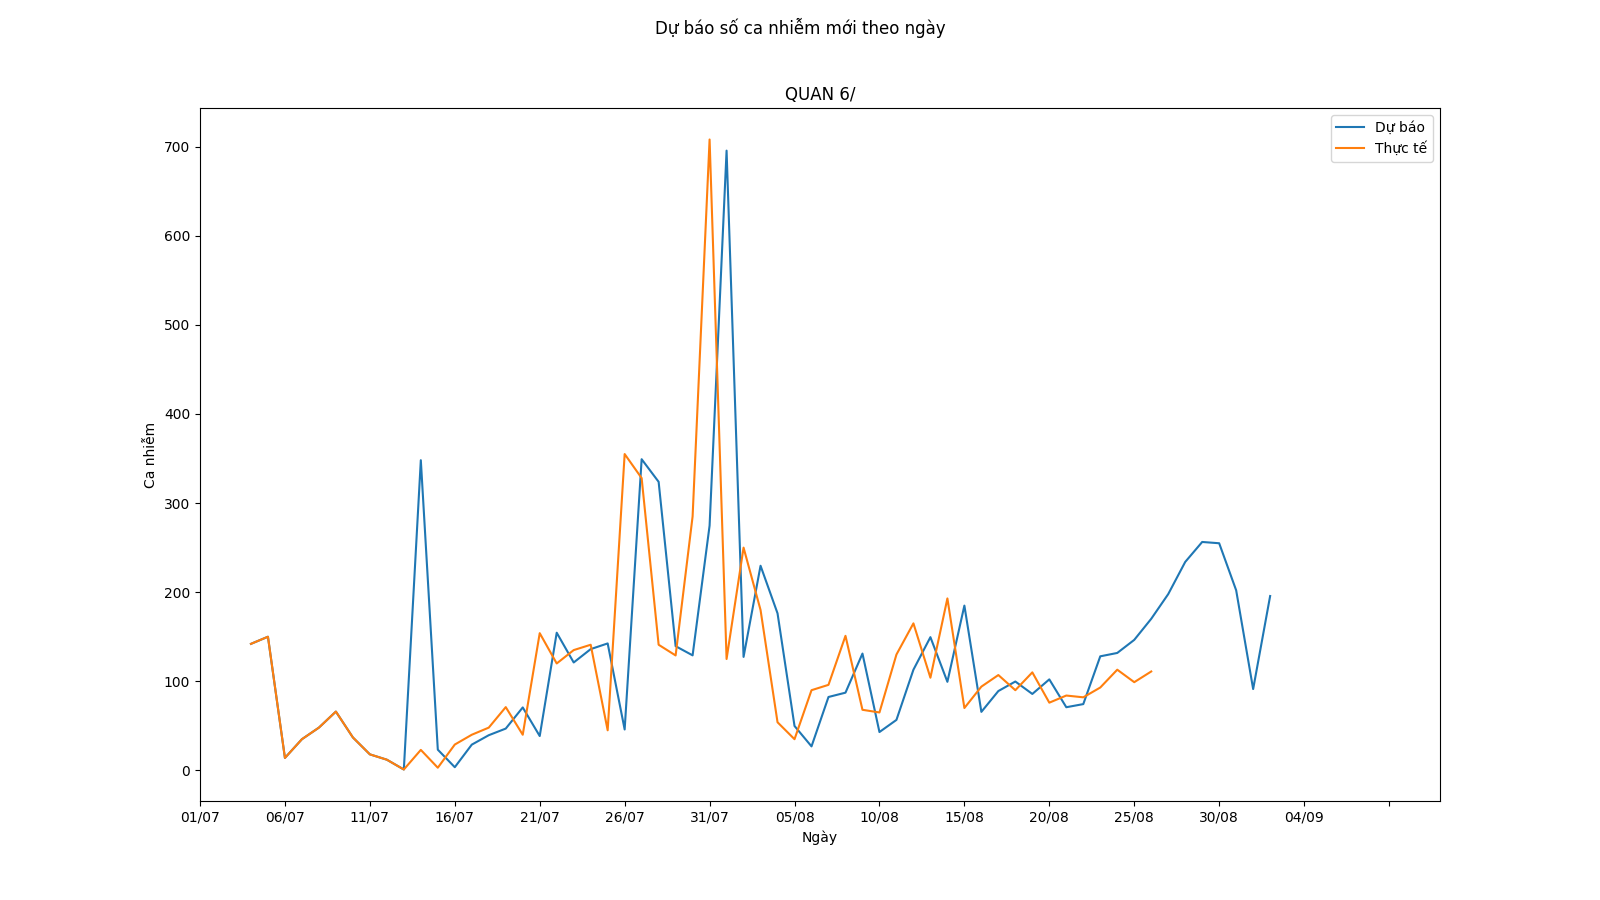 Dự báo số ca nhiễm mới theo ngày
QUAN 6/
Dự báo
Thực tế
700
600
500
400
300
200
100
0
Ca nhiễm
01/07 06/07 11/07 16/07 21/07 26/07 31/07 05/08 10/08 15/08 20/08 25/08 30/08 04/09
Ngày